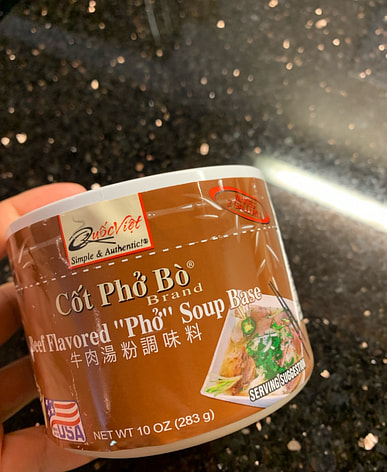 Quốc Việt
Simple & Authentic!®
Cốt Phở Bò®
Brand
Beef Flavored "Phở" Soup Base
牛肉湯粉調味料
SERVING SUGGESTION
USA
NET WT 10 OZ (283 g)